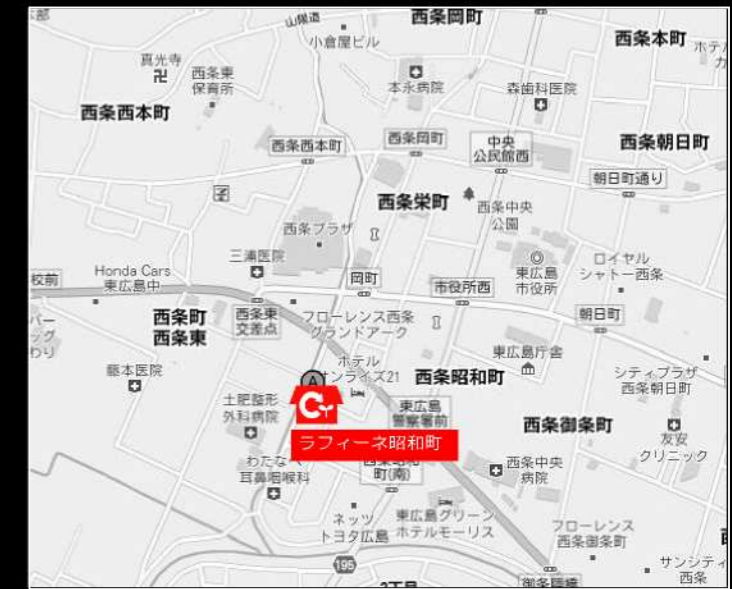 西条岡町
山陽道
小倉屋ビル
西条本町
真光寺
西条東
保育所
本永病院
森歯科医院
西条西本町
西条西本町
西条岡町
中央
公民館西
西条朝日町
朝日町通り
西条栄町
西条中央
公園
西条プラザ
三浦医院
東広島
市役所
ロイヤル
シャトー西条
校前
Honda Cars
東広島中
岡町
市役所西
西条町
西条東
西条東
交差点
フローレンス西条
グランドアーク
朝日町
東広島庁舎
藤本医院
ホテル
サンライズ21
西条昭和町
シティプラザ
西条朝日町
A
土肥整形
外科病院
東広島
警察署前
西条御条町
ラフィーネ昭和町
友安
クリニック
わたなべ
耳鼻咽喉科
西条昭和
町(南)
西条中央
病院
ネッツ
トヨタ広島
東広島グリーン
ホテルモーリス
フローレンス
西条御条町
195
サンシティ
西条